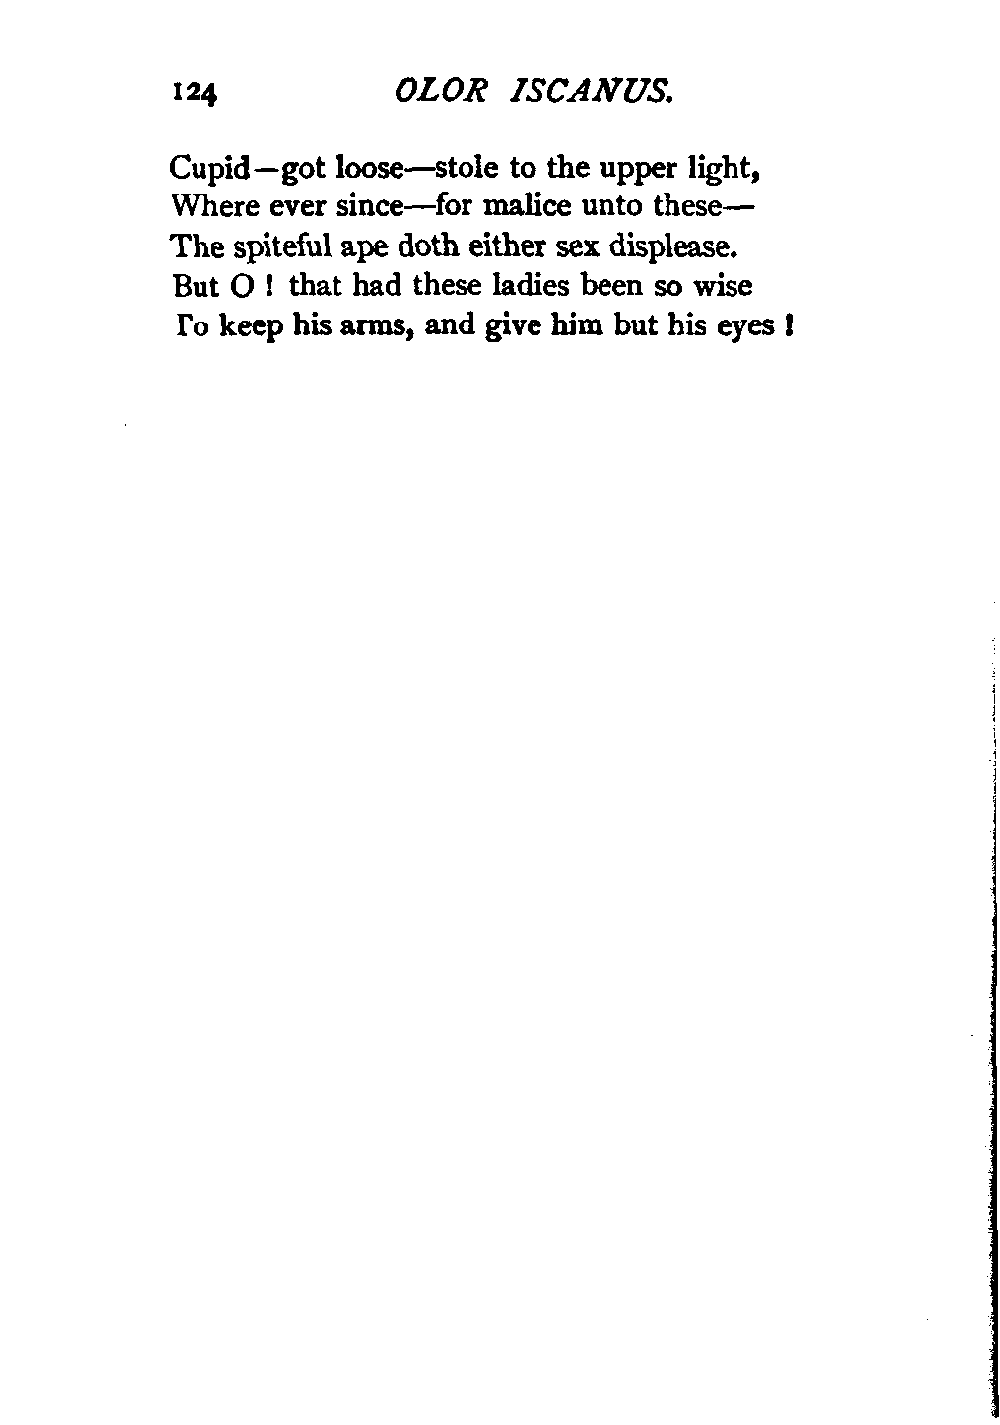 124 OLOR ISCANUS.
Cupid—got loose—stole to the upper light,
Where ever since—for malice unto these—
The spiteful ape doth either sex displease.
But O ! that had these ladies been so wise
To keep his arms, and give him but his eyes !